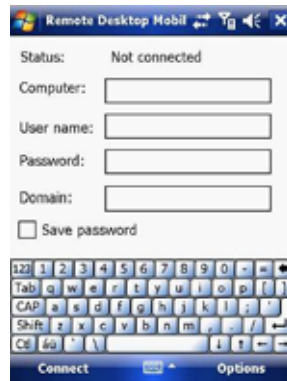 Remote Desktop Mobil
Status: Not connected
Computer:
User name:
Password:
Domain:
Save password
123 1 2 3 4 5 6 7 8 9 0 - =
Tab q w e r t y u i o p [ ]
CAP a s d f g h j k l ; '
Shift z x c v b n m , . /
Ctl áü ` \
Connect Options